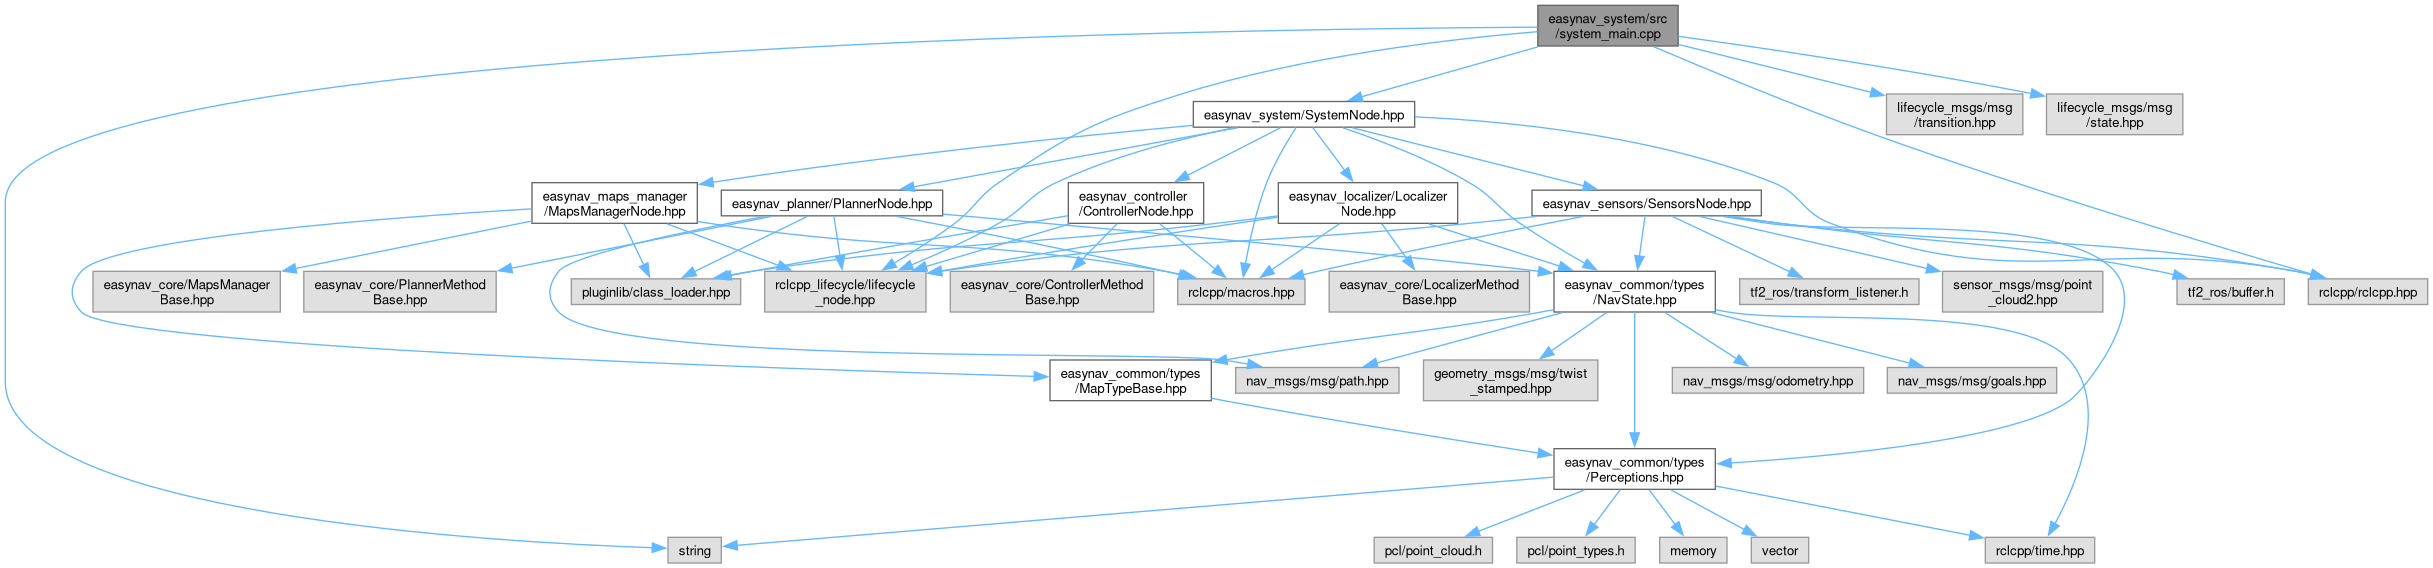 easynav_system/src
/system_main.cpp
easynav_system/SystemNode.hpp
lifecycle_msgs/msg
/transition.hpp
lifecycle_msgs/msg
/state.hpp
easynav_maps_manager
/MapsManagerNode.hpp
easynav_planner/PlannerNode.hpp
easynav_controller
/ControllerNode.hpp
easynav_localizer/Localizer
Node.hpp
easynav_sensors/SensorsNode.hpp
easynav_core/MapsManager
Base.hpp
easynav_core/PlannerMethod
Base.hpp
pluginlib/class_loader.hpp
rclcpp_lifecycle/lifecycle
_node.hpp
easynav_core/ControllerMethod
Base.hpp
rclcpp/macros.hpp
easynav_core/LocalizerMethod
Base.hpp
easynav_common/types
/NavState.hpp
tf2_ros/transform_listener.h
sensor_msgs/msg/point
_cloud2.hpp
tf2_ros/buffer.h
rclcpp/rclcpp.hpp
easynav_common/types
/MapTypeBase.hpp
nav_msgs/msg/path.hpp
geometry_msgs/msg/twist
_stamped.hpp
nav_msgs/msg/odometry.hpp
nav_msgs/msg/goals.hpp
easynav_common/types
/Perceptions.hpp
string
pcl/point_cloud.h
pcl/point_types.h
memory
vector
rclcpp/time.hpp